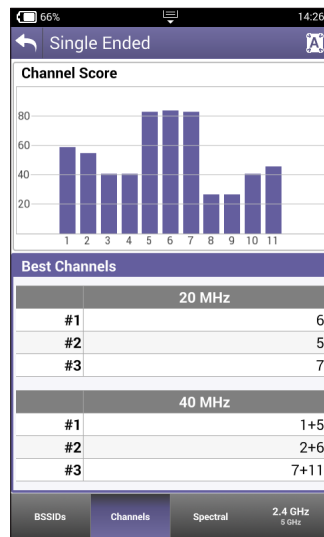 66% 14:26
Single Ended A
Channel Score
80
60
40
20
1 2 3 4 5 6 7 8 9 10 11
Best Channels
20 MHz
#1 6
#2 5
#3 7
40 MHz
#1 1+5
#2 2+6
#3 7+11
BSSIDs Channels Spectral 2.4 GHz
5 GHz